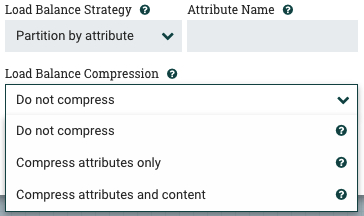 Load Balance Strategy ? Attribute Name ?
Partition by attribute
Load Balance Compression ?
Do not compress
Do not compress ?
Compress attributes only ?
Compress attributes and content ?